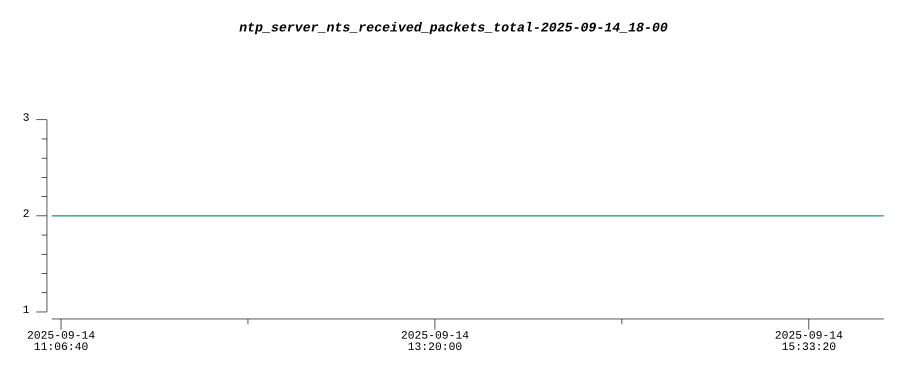 ntp_server_nts_received_packets_total-2025-09-14_18-00
3
2
1
2025-09-14 2025-09-14 2025-09-14
11:06:40 13:20:00 15:33:20